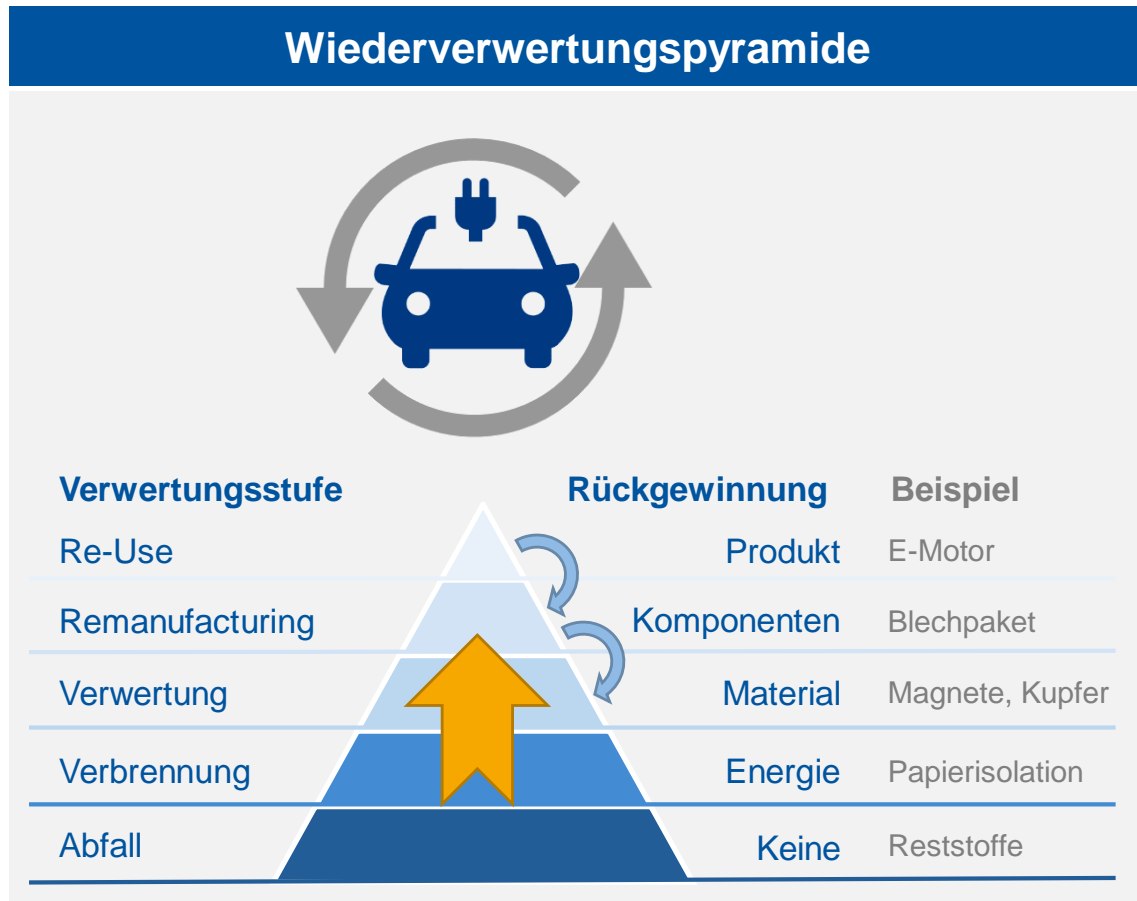 Wiederverwertungspyramide
Verwertungsstufe Rückgewinnung Beispiel
Re-Use Produkt E-Motor
Remanufacturing Komponenten Blechpaket
Verwertung Material Magnete, Kupfer
Verbrennung Energie Papierisolation
Abfall Keine Reststoffe